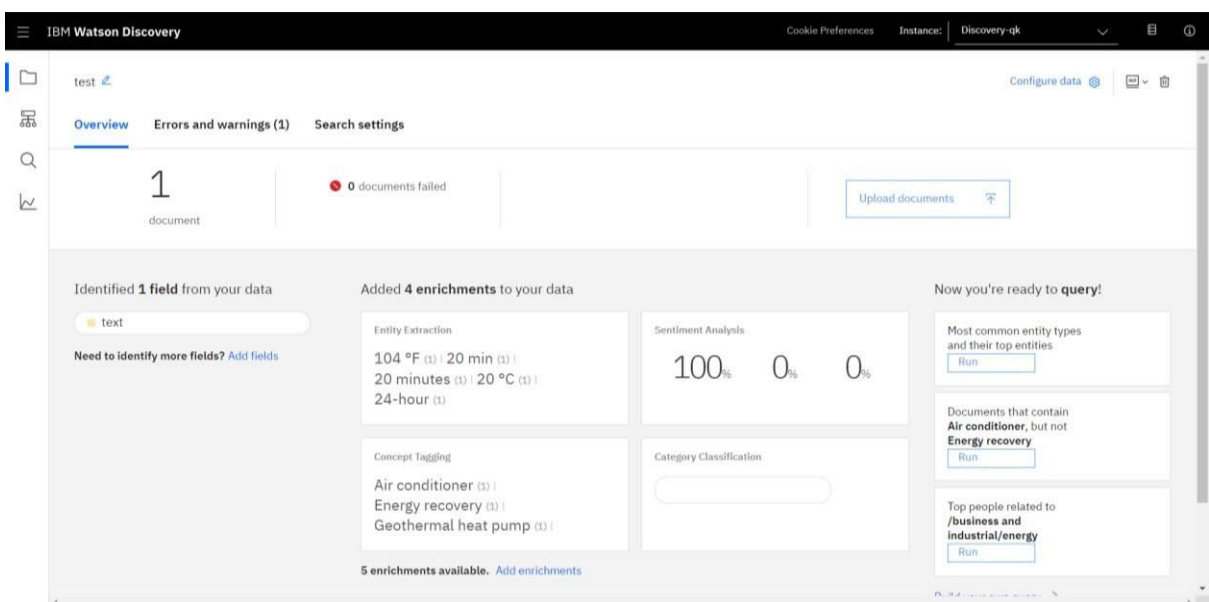 IBM Watson Discovery
Cookie Preferences
Instance:
Discovery-qk
test
Configure data
Overview
Errors and warnings (1)
Search settings
1
document
0 documents failed
Upload documents
Identified 1 field from your data
text
Need to identify more fields? Add fields
Added 4 enrichments to your data
Entity Extraction
104 °F (1) |
20 min (1) |
20 minutes (1) |
20 °C (1) |
24-hour (1)
Sentiment Analysis
100%
0%
0%
Concept Tagging
Air conditioner (1) |
Energy recovery (1) |
Geothermal heat pump (1) |
Category Classification
5 enrichments available. Add enrichments
Now you're ready to query!
Most common entity types
and their top entities
Run
Documents that contain
Air conditioner, but not
Energy recovery
Run
Top people related to
/business and
industrial/energy
Run